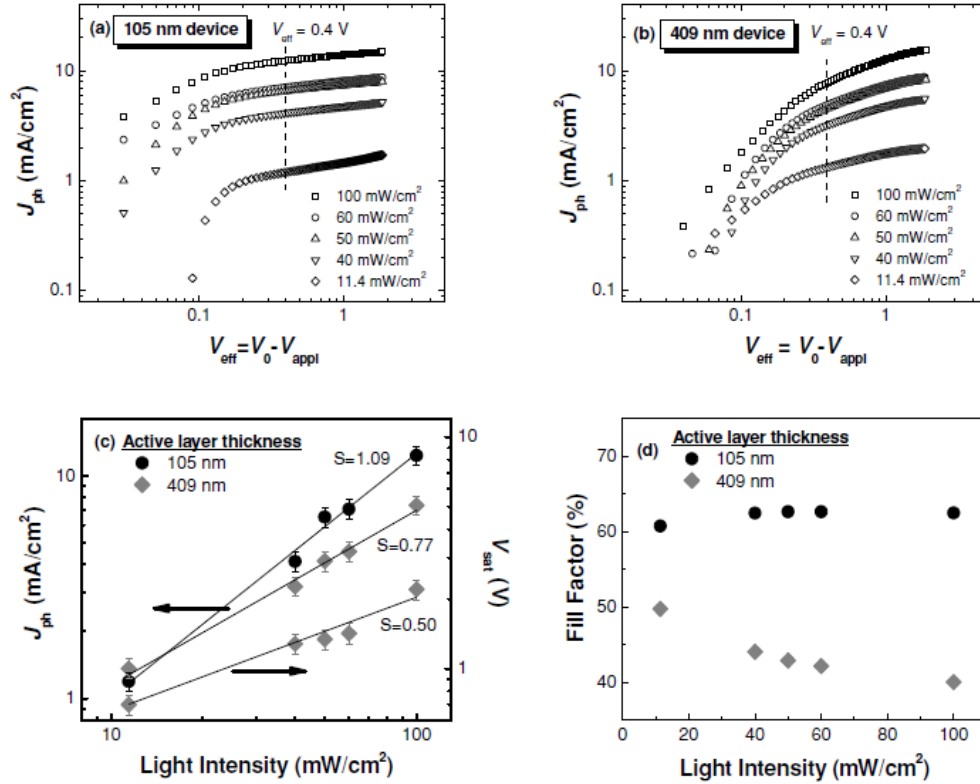 (a) 105 nm device V_eff = 0.4 V
10
1
0.1
J_ph (mA/cm²)
□ 100 mW/cm²
○ 60 mW/cm²
△ 50 mW/cm²
▽ 40 mW/cm²
◇ 11.4 mW/cm²
0.1 1
V_eff=V_0-V_appl
(b) 409 nm device V_eff = 0.4 V
10
1
0.1
J_ph (mA/cm²)
□ 100 mW/cm²
○ 60 mW/cm²
△ 50 mW/cm²
▽ 40 mW/cm²
◇ 11.4 mW/cm²
0.1 1
V_eff = V_0-V_appl
(c) Active layer thickness
● 105 nm
◆ 409 nm
S=1.09
S=0.77
S=0.50
10
1
J_ph (mA/cm²)
10
1
V_sat (V)
10 100
Light Intensity (mW/cm²)
Active layer thickness (d)
● 105 nm
◆ 409 nm
70
60
50
40
Fill Factor (%)
0 20 40 60 80 100
Light Intensity (mW/cm²)